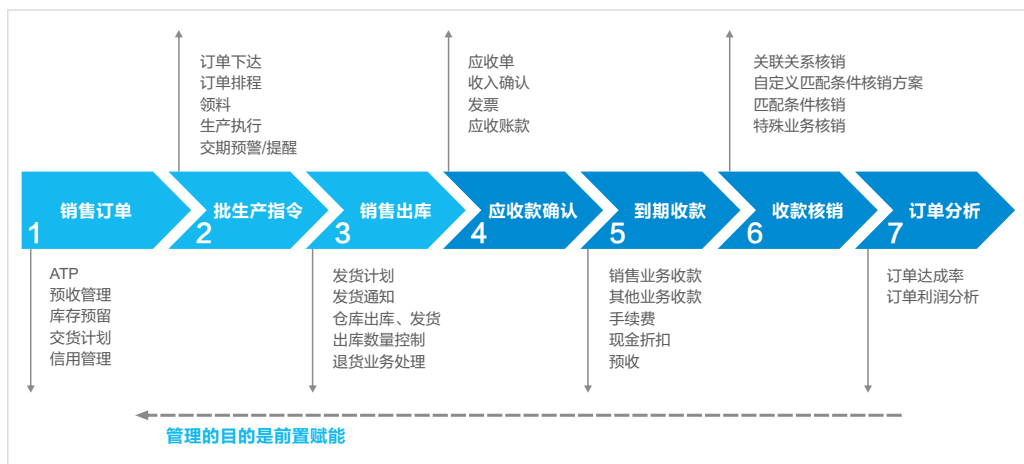 订单下达
订单排程
领料
生产执行
交期预警/提醒
应收单
收入确认
发票
应收账款
关联关系核销
自定义匹配条件核销方案
匹配条件核销
特殊业务核销
1 销售订单
2 批生产指令
3 销售出库
4 应收款确认
5 到期收款
6 收款核销
7 订单分析
ATP
预收管理
库存预留
交货计划
信用管理
发货计划
发货通知
仓库出库、发货
出库数量控制
退货业务处理
销售业务收款
其他业务收款
手续费
现金折扣
预收
订单达成率
订单利润分析
管理的目的是前置赋能